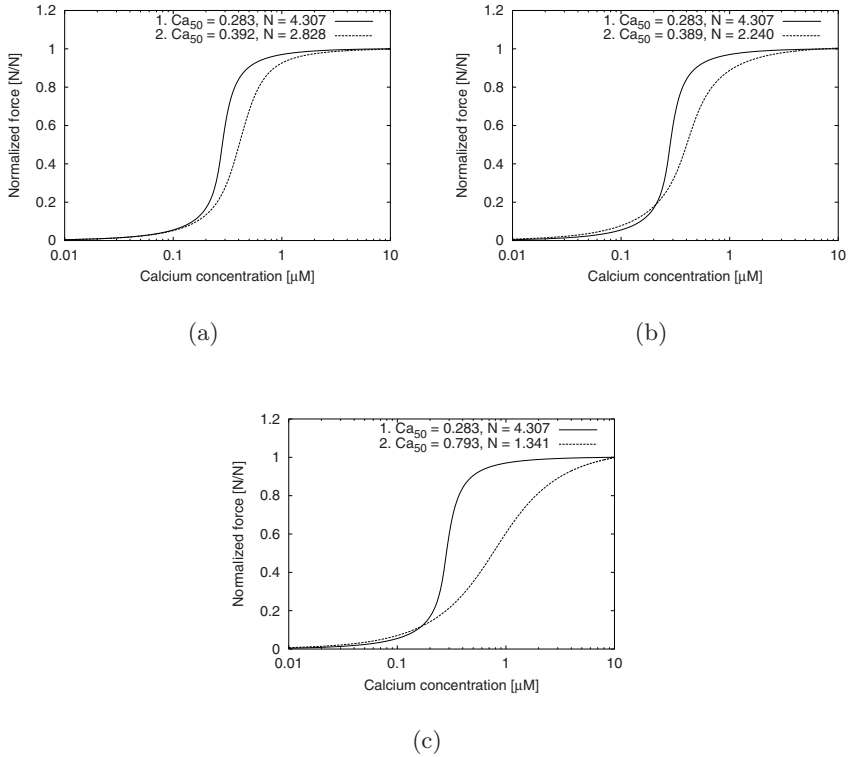 1. Ca50 = 0.283, N = 4.307
2. Ca50 = 0.392, N = 2.828
Normalized force [N/N]
1.2
1
0.8
0.6
0.4
0.2
0
0.01 0.1 1 10
Calcium concentration [μM]
(a)
1. Ca50 = 0.283, N = 4.307
2. Ca50 = 0.389, N = 2.240
Normalized force [N/N]
1.2
1
0.8
0.6
0.4
0.2
0
0.01 0.1 1 10
Calcium concentration [μM]
(b)
1. Ca50 = 0.283, N = 4.307
2. Ca50 = 0.793, N = 1.341
Normalized force [N/N]
1.2
1
0.8
0.6
0.4
0.2
0
0.01 0.1 1 10
Calcium concentration [μM]
(c)